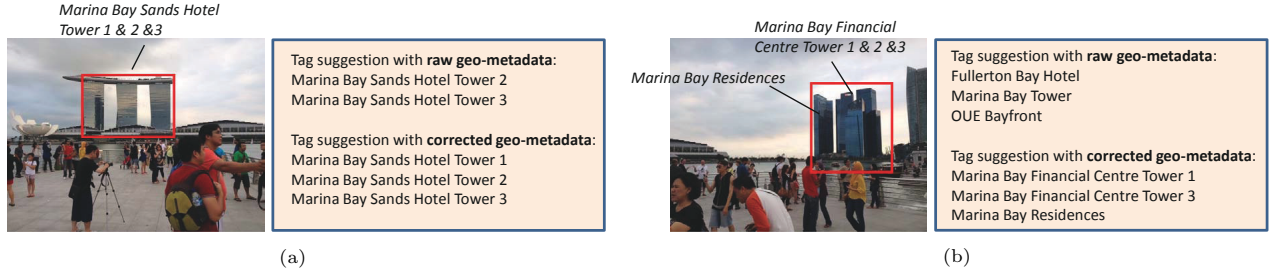 Marina Bay Sands Hotel
Tower 1 & 2 &3
Tag suggestion with raw geo-metadata:
Marina Bay Sands Hotel Tower 2
Marina Bay Sands Hotel Tower 3
Tag suggestion with corrected geo-metadata:
Marina Bay Sands Hotel Tower 1
Marina Bay Sands Hotel Tower 2
Marina Bay Sands Hotel Tower 3
(a)
Marina Bay Financial
Centre Tower 1 & 2 &3
Marina Bay Residences
Tag suggestion with raw geo-metadata:
Fullerton Bay Hotel
Marina Bay Tower
OUE Bayfront
Tag suggestion with corrected geo-metadata:
Marina Bay Financial Centre Tower 1
Marina Bay Financial Centre Tower 3
Marina Bay Residences
(b)